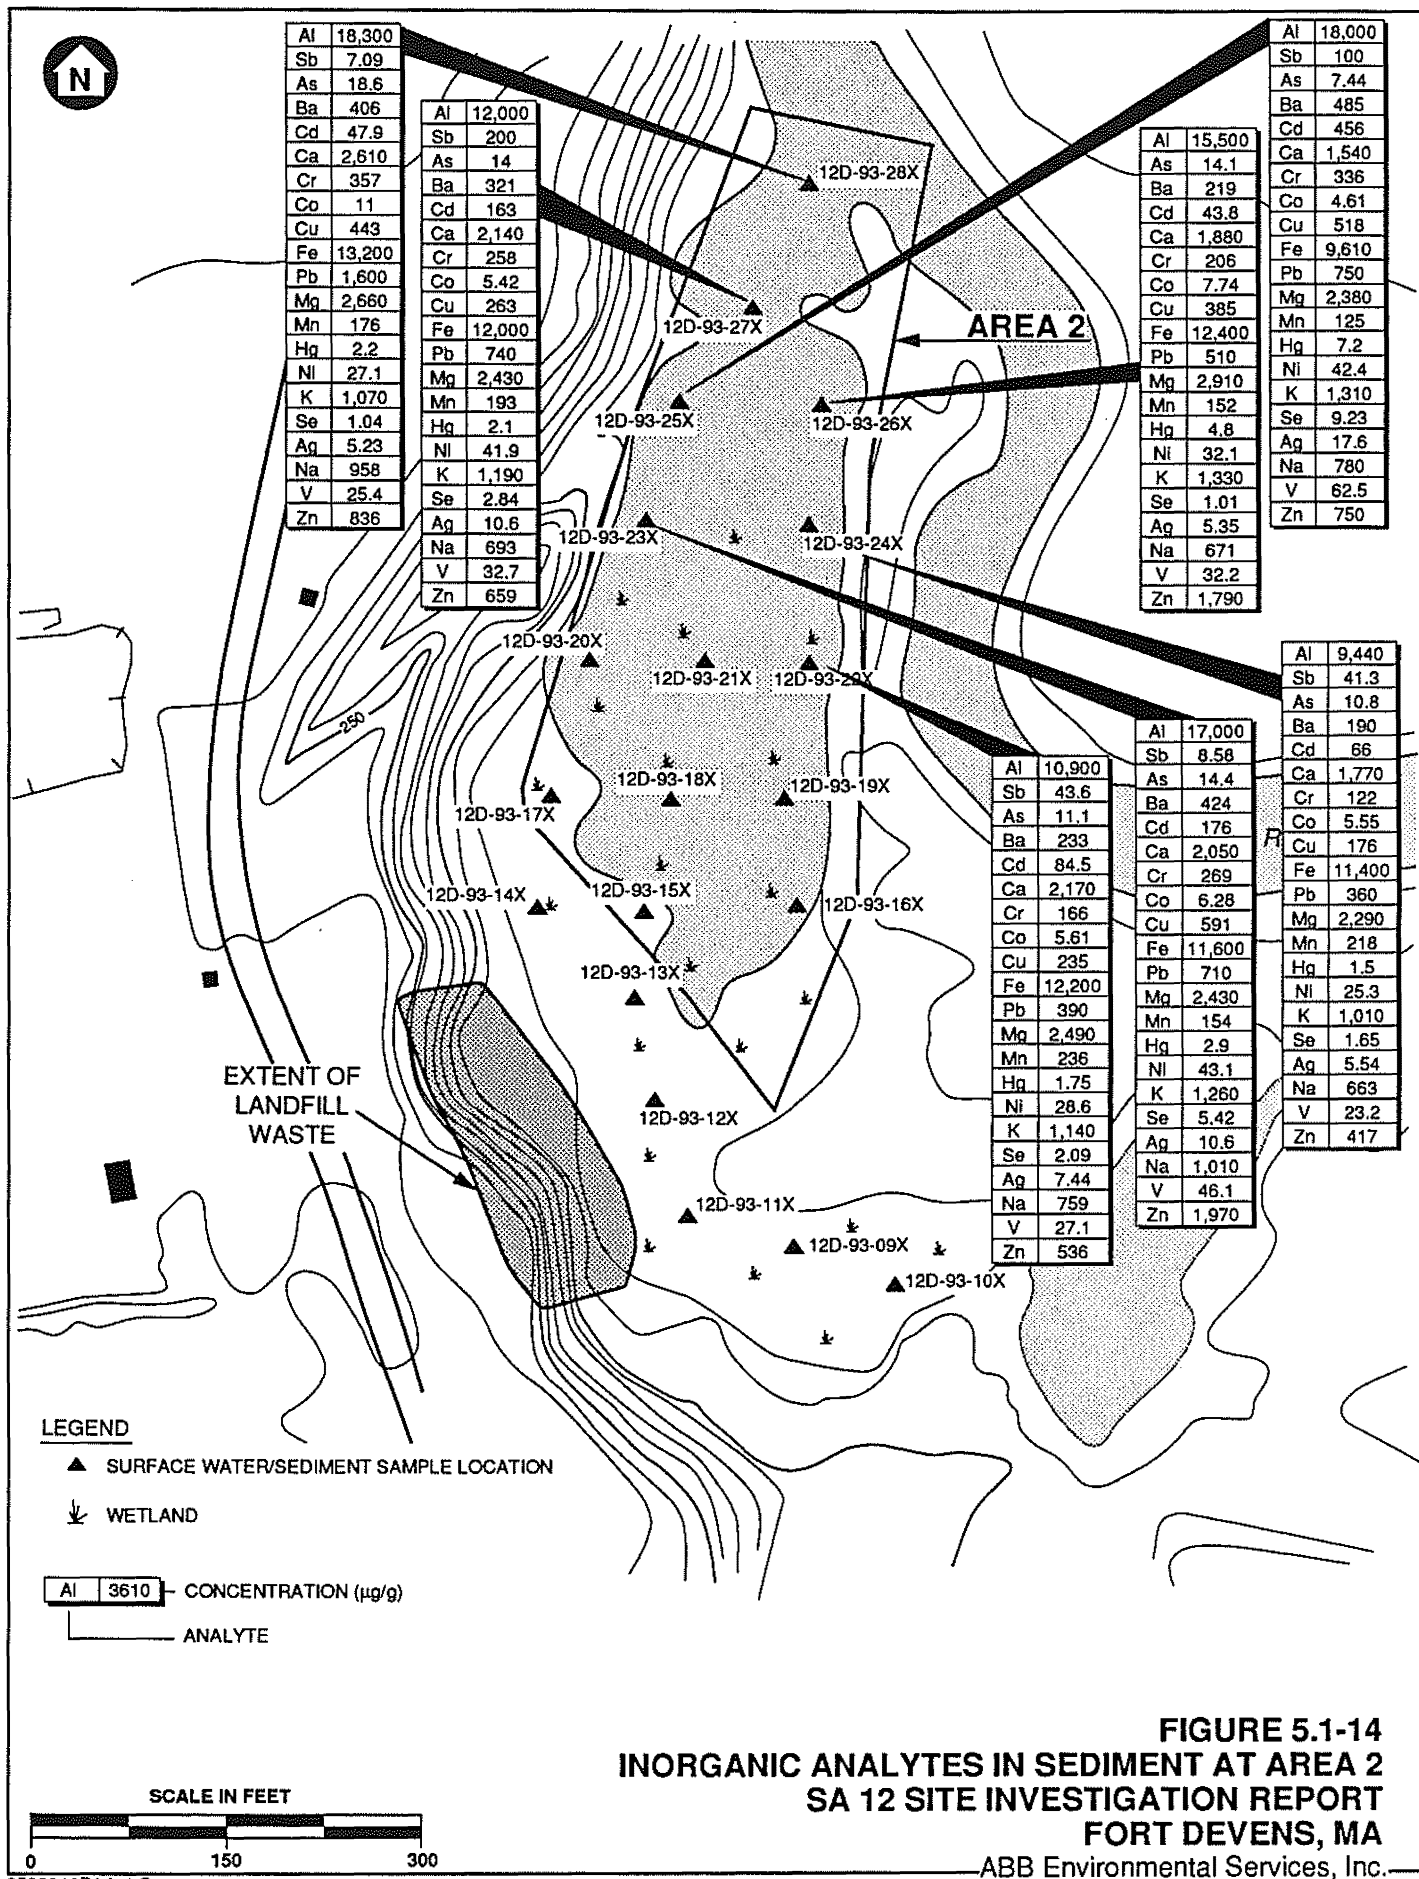 N
Al 18,300
Sb 7.09
As 18.6
Ba 406
Cd 47.9
Ca 2,610
Cr 357
Co 11
Cu 443
Fe 13,200
Pb 1,600
Mg 2,660
Mn 176
Hg 2.2
NI 27.1
K 1,070
Se 1.04
Ag 5.23
Na 958
V 25.4
Zn 836
Al 12,000
Sb 200
As 14
Ba 321
Cd 163
Ca 2,140
Cr 258
Co 5.42
Cu 263
Fe 12,000
Pb 740
Mg 2,430
Mn 193
Hg 2.1
NI 41.9
K 1,190
Se 2.84
Ag 10.6
Na 693
V 32.7
Zn 659
Al 15,500
As 14.1
Ba 219
Cd 43.8
Ca 1,880
Cr 206
Co 7.74
Cu 385
Fe 12,400
Pb 510
Mg 2,910
Mn 152
Hg 4.8
Ni 32.1
K 1,330
Se 1.01
Ag 5.35
Na 671
V 32.2
Zn 1,790
Al 18,000
Sb 100
As 7.44
Ba 485
Cd 456
Ca 1,540
Cr 336
Co 4.61
Cu 518
Fe 9,610
Pb 750
Mg 2,380
Mn 125
Hg 7.2
Ni 42.4
K 1,310
Se 9.23
Ag 17.6
Na 780
V 62.5
Zn 750
12D-93-28X
12D-93-27X
AREA 2
12D-93-25X
12D-93-26X
12D-93-23X
12D-93-24X
12D-93-20X
12D-93-21X
12D-93-22X
250
12D-93-18X
12D-93-19X
12D-93-17X
12D-93-14X
12D-93-15X
12D-93-16X
12D-93-13X
12D-93-12X
12D-93-11X
12D-93-09X
12D-93-10X
R
Al 10,900
Sb 43.6
As 11.1
Ba 233
Cd 84.5
Ca 2,170
Cr 166
Co 5.61
Cu 235
Fe 12,200
Pb 390
Mg 2,490
Mn 236
Hg 1.75
Ni 28.6
K 1,140
Se 2.09
Ag 7.44
Na 759
V 27.1
Zn 536
Al 17,000
Sb 8.58
As 14.4
Ba 424
Cd 176
Ca 2,050
Cr 269
Co 6.28
Cu 591
Fe 11,600
Pb 710
Mg 2,430
Mn 154
Hg 2.9
NI 43.1
K 1,260
Se 5.42
Ag 10.6
Na 1,010
V 46.1
Zn 1,970
Al 9,440
Sb 41.3
As 10.8
Ba 190
Cd 66
Ca 1,770
Cr 122
Co 5.55
Cu 176
Fe 11,400
Pb 360
Mg 2,290
Mn 218
Hg 1.5
NI 25.3
K 1,010
Se 1.65
Ag 5.54
Na 663
V 23.2
Zn 417
EXTENT OF
LANDFILL
WASTE
LEGEND
SURFACE WATER/SEDIMENT SAMPLE LOCATION
WETLAND
Al 3610 CONCENTRATION (µg/g)
ANALYTE
SCALE IN FEET
0 150 300
FIGURE 5.1-14
INORGANIC ANALYTES IN SEDIMENT AT AREA 2
SA 12 SITE INVESTIGATION REPORT
FORT DEVENS, MA
ABB Environmental Services, Inc.